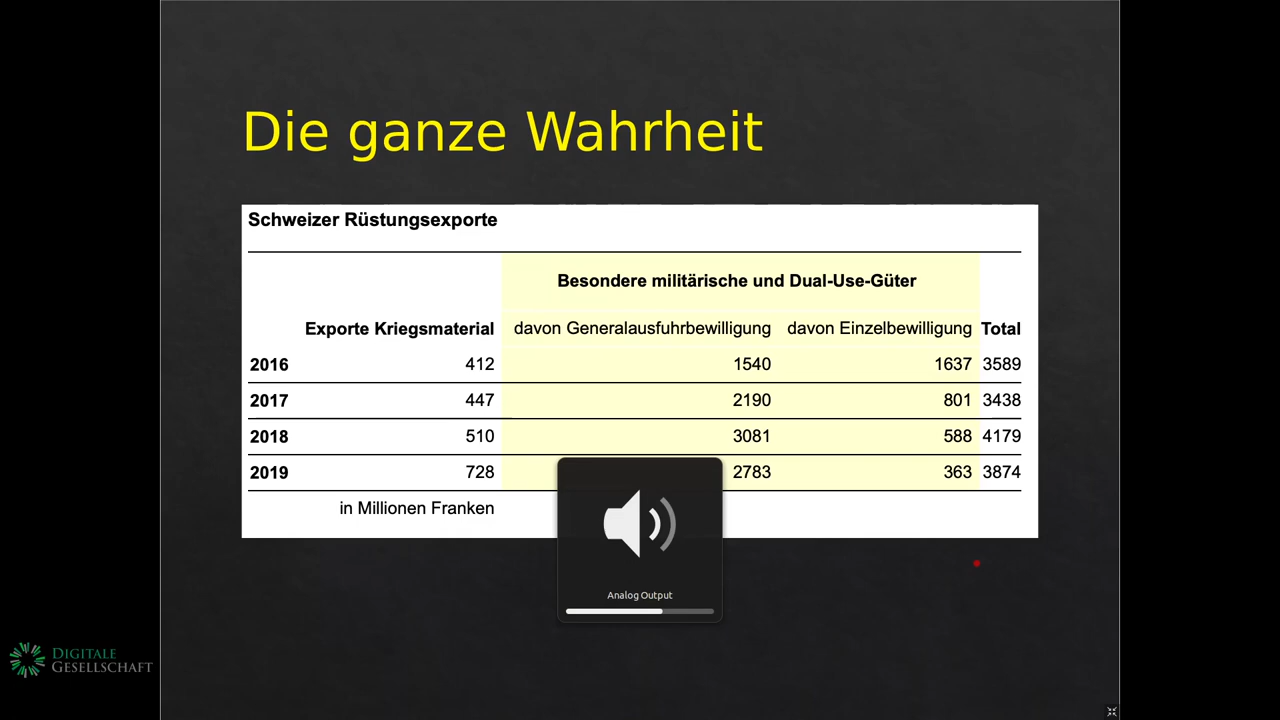 Die ganze Wahrheit
Schweizer Rüstungsexporte
Besondere militärische und Dual-Use-Güter
Exporte Kriegsmaterial davon Generalausfuhrbewilligung davon Einzelbewilligung Total
2016 412 1540 1637 3589
2017 447 2190 801 3438
2018 510 3081 588 4179
2019 728 2783 363 3874
in Millionen Franken
Analog Output
DIGITALE
GESELLSCHAFT